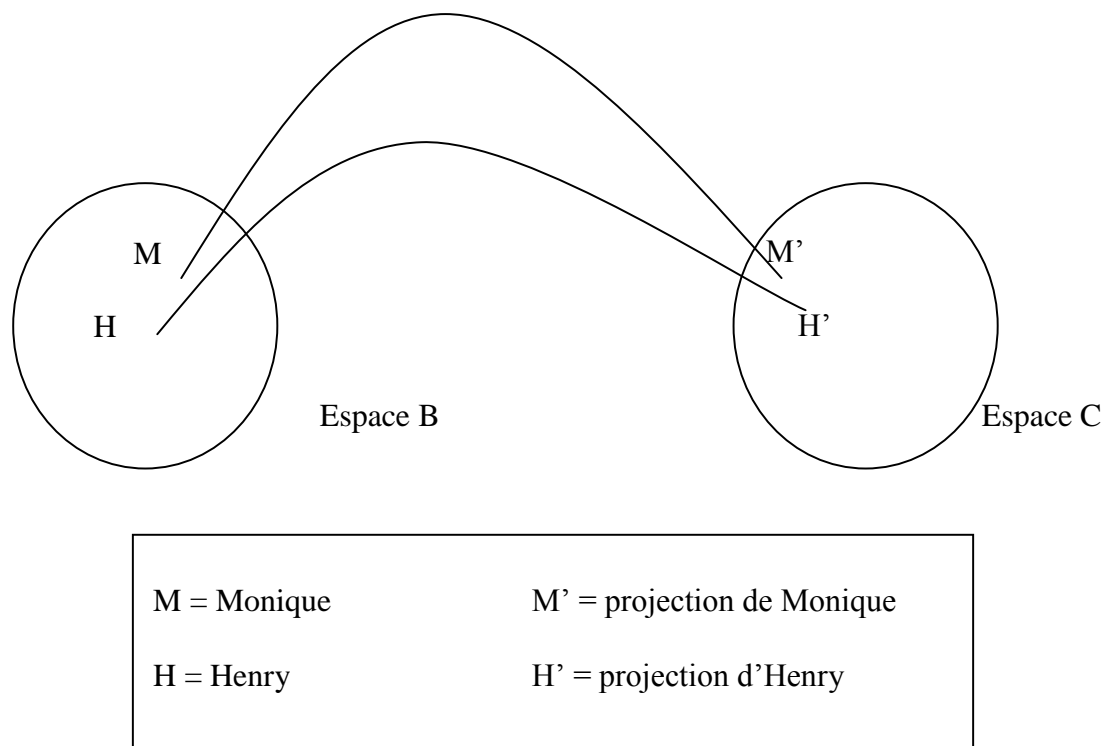 M
M’
H
H’
Espace B
Espace C
M = Monique M’ = projection de Monique
H = Henry H’ = projection d’Henry